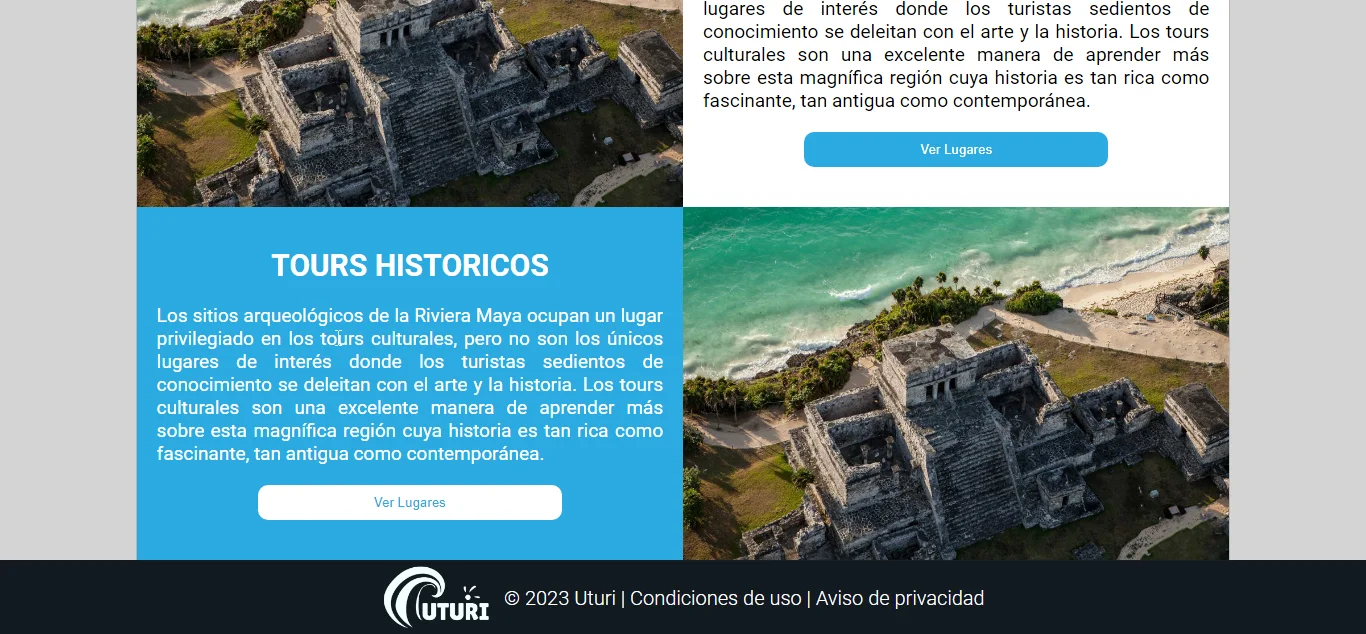 lugares de interés donde los turistas sedientos de
conocimiento se deleitan con el arte y la historia. Los tours
culturales son una excelente manera de aprender más
sobre esta magnífica región cuya historia es tan rica como
fascinante, tan antigua como contemporánea.
Ver Lugares
TOURS HISTORICOS
Los sitios arqueológicos de la Riviera Maya ocupan un lugar
privilegiado en los tours culturales, pero no son los únicos
lugares de interés donde los turistas sedientos de
conocimiento se deleitan con el arte y la historia. Los tours
culturales son una excelente manera de aprender más
sobre esta magnífica región cuya historia es tan rica como
fascinante, tan antigua como contemporánea.
Ver Lugares
UTURI
© 2023 Uturi | Condiciones de uso | Aviso de privacidad